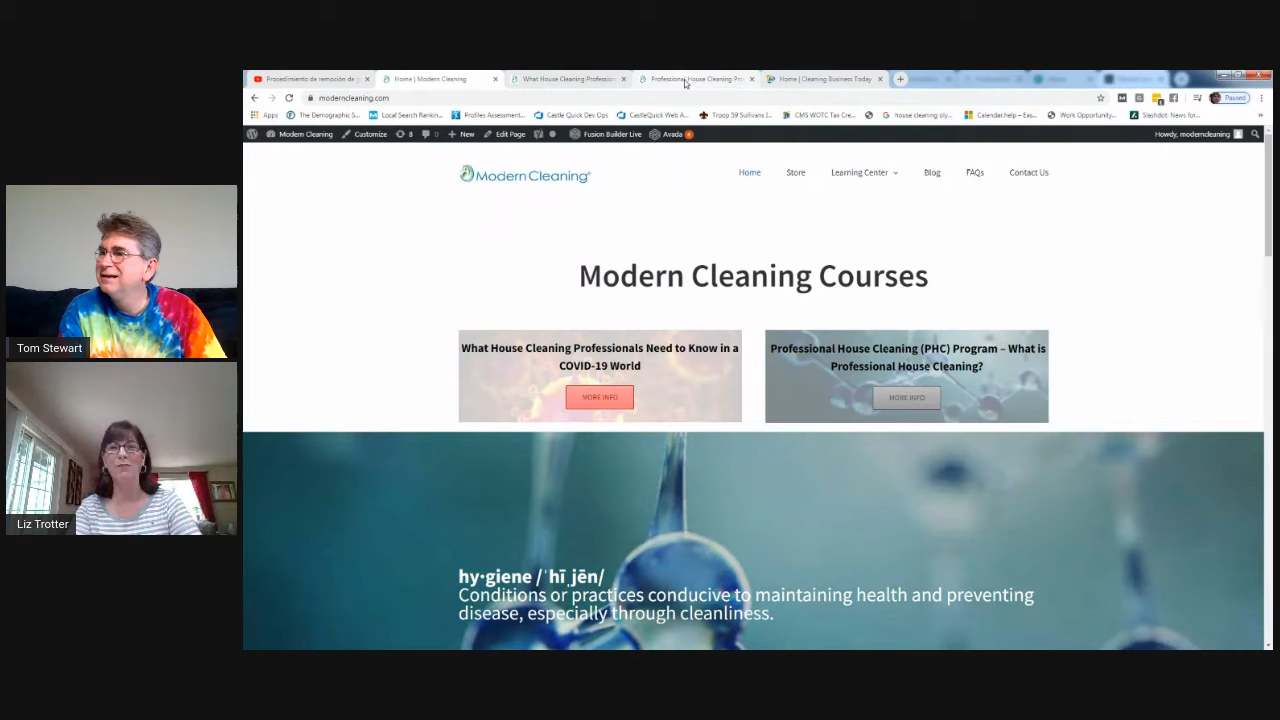 Procedimiento de remoción de
Home | Modern Cleaning
What House Cleaning Profession
Professional House Cleaning Pr
Home | Cleaning Business Today
moderncleaning.com
Paused
Apps
The Demographic S...
Local Search Rankin...
Profiles Assessment...
Castle Quick Dev Ops
CastleQuick Web A...
Troop 59 Sullivans I...
CMS WOTC Tax Cre...
house cleaning oly...
Calendar.help – Eas...
Work Opportunity...
Slashdot: News for...
Modern Cleaning
Customize
8
0
New
Edit Page
Fusion Builder Live
Avada
Howdy, moderncleaning
Modern Cleaning
Home
Store
Learning Center
Blog
FAQs
Contact Us
Modern Cleaning Courses
What House Cleaning Professionals Need to Know in a
COVID-19 World
MORE INFO
Professional House Cleaning (PHC) Program – What is
Professional House Cleaning?
MORE INFO
hy·giene /ˈhīˌjēn/
Conditions or practices conducive to maintaining health and preventing
disease, especially through cleanliness.
Tom Stewart
Liz Trotter